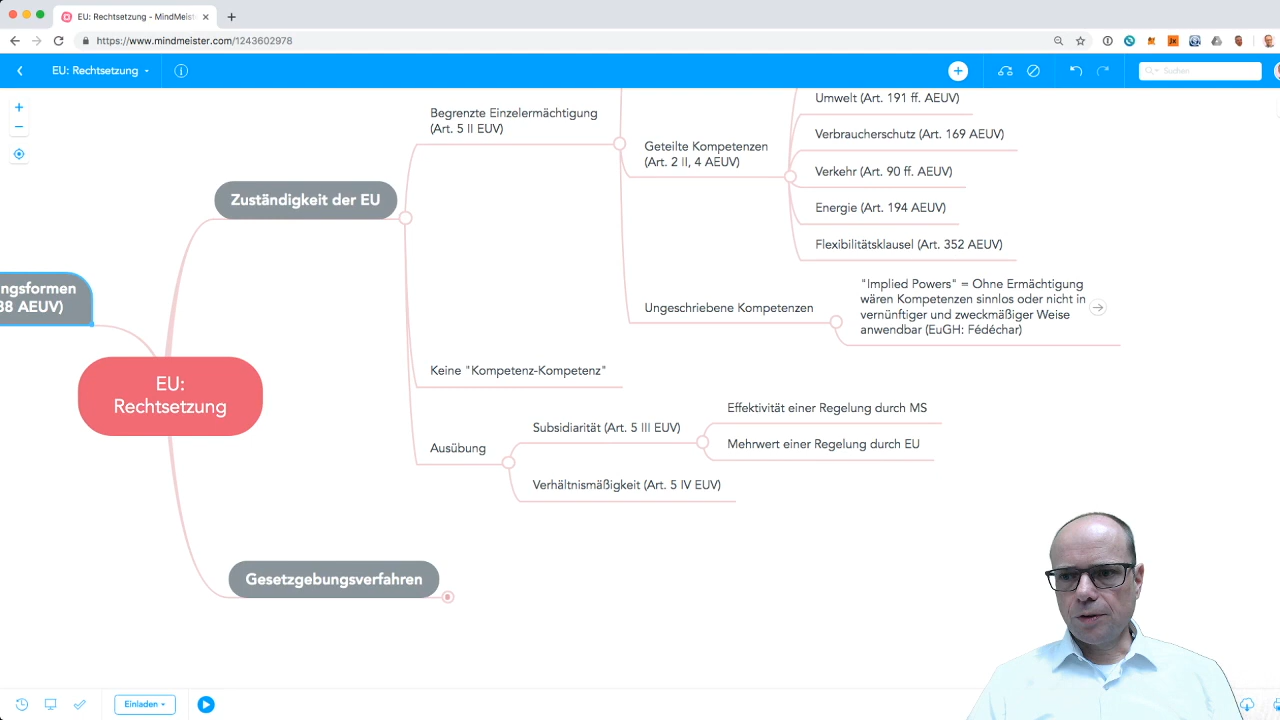 EU: Rechtsetzung - MindMeist
https://www.mindmeister.com/1243602978
EU: Rechtsetzung
Suchen
Begrenzte Einzelermächtigung
(Art. 5 II EUV)
Geteilte Kompetenzen
(Art. 2 II, 4 AEUV)
Umwelt (Art. 191 ff. AEUV)
Verbraucherschutz (Art. 169 AEUV)
Verkehr (Art. 90 ff. AEUV)
Energie (Art. 194 AEUV)
Flexibilitätsklausel (Art. 352 AEUV)
Zuständigkeit der EU
Ungeschriebene Kompetenzen
"Implied Powers" = Ohne Ermächtigung
wären Kompetenzen sinnlos oder nicht in
vernünftiger und zweckmäßiger Weise
anwendbar (EuGH: Fédéchar)
ngsformen
38 AEUV)
EU:
Rechtsetzung
Keine "Kompetenz-Kompetenz"
Ausübung
Subsidiarität (Art. 5 III EUV)
Effektivität einer Regelung durch MS
Mehrwert einer Regelung durch EU
Verhältnismäßigkeit (Art. 5 IV EUV)
Gesetzgebungsverfahren
Einladen